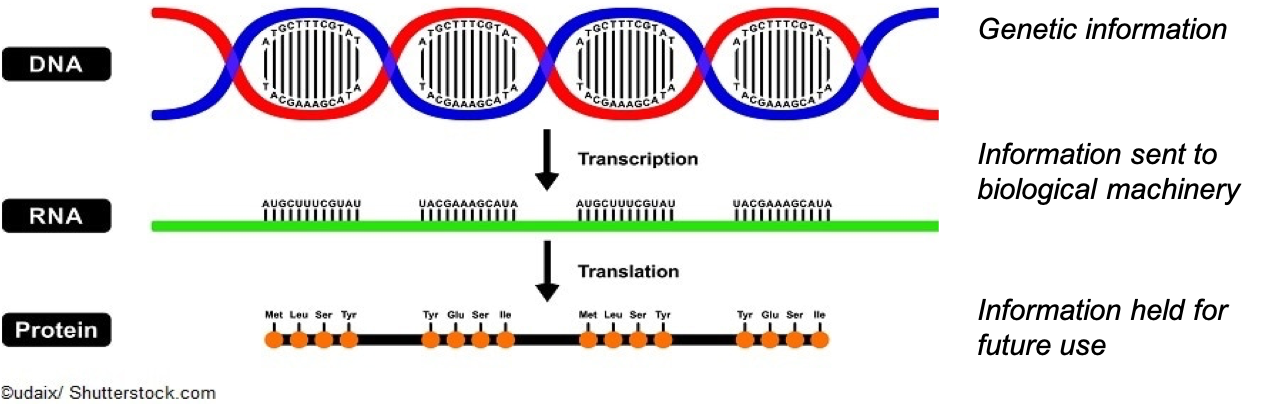 ATGCTTTCGTAT ATGCTTTCGTAT ATGCTTTCGTAT ATGCTTTCGTAT
Genetic information
DNA
TACGAAAGCATA TACGAAAGCATA TACGAAAGCATA TACGAAAGCATA
Transcription
Information sent to
biological machinery
RNA
AUGCUUUCGUAU UACGAAAGCAUA AUGCUUUCGUAU UACGAAAGCAUA
Translation
Met Leu Ser Tyr Tyr Glu Ser Ile Met Leu Ser Tyr Tyr Glu Ser Ile
Protein
Information held for
future use
©udaix/ Shutterstock.com